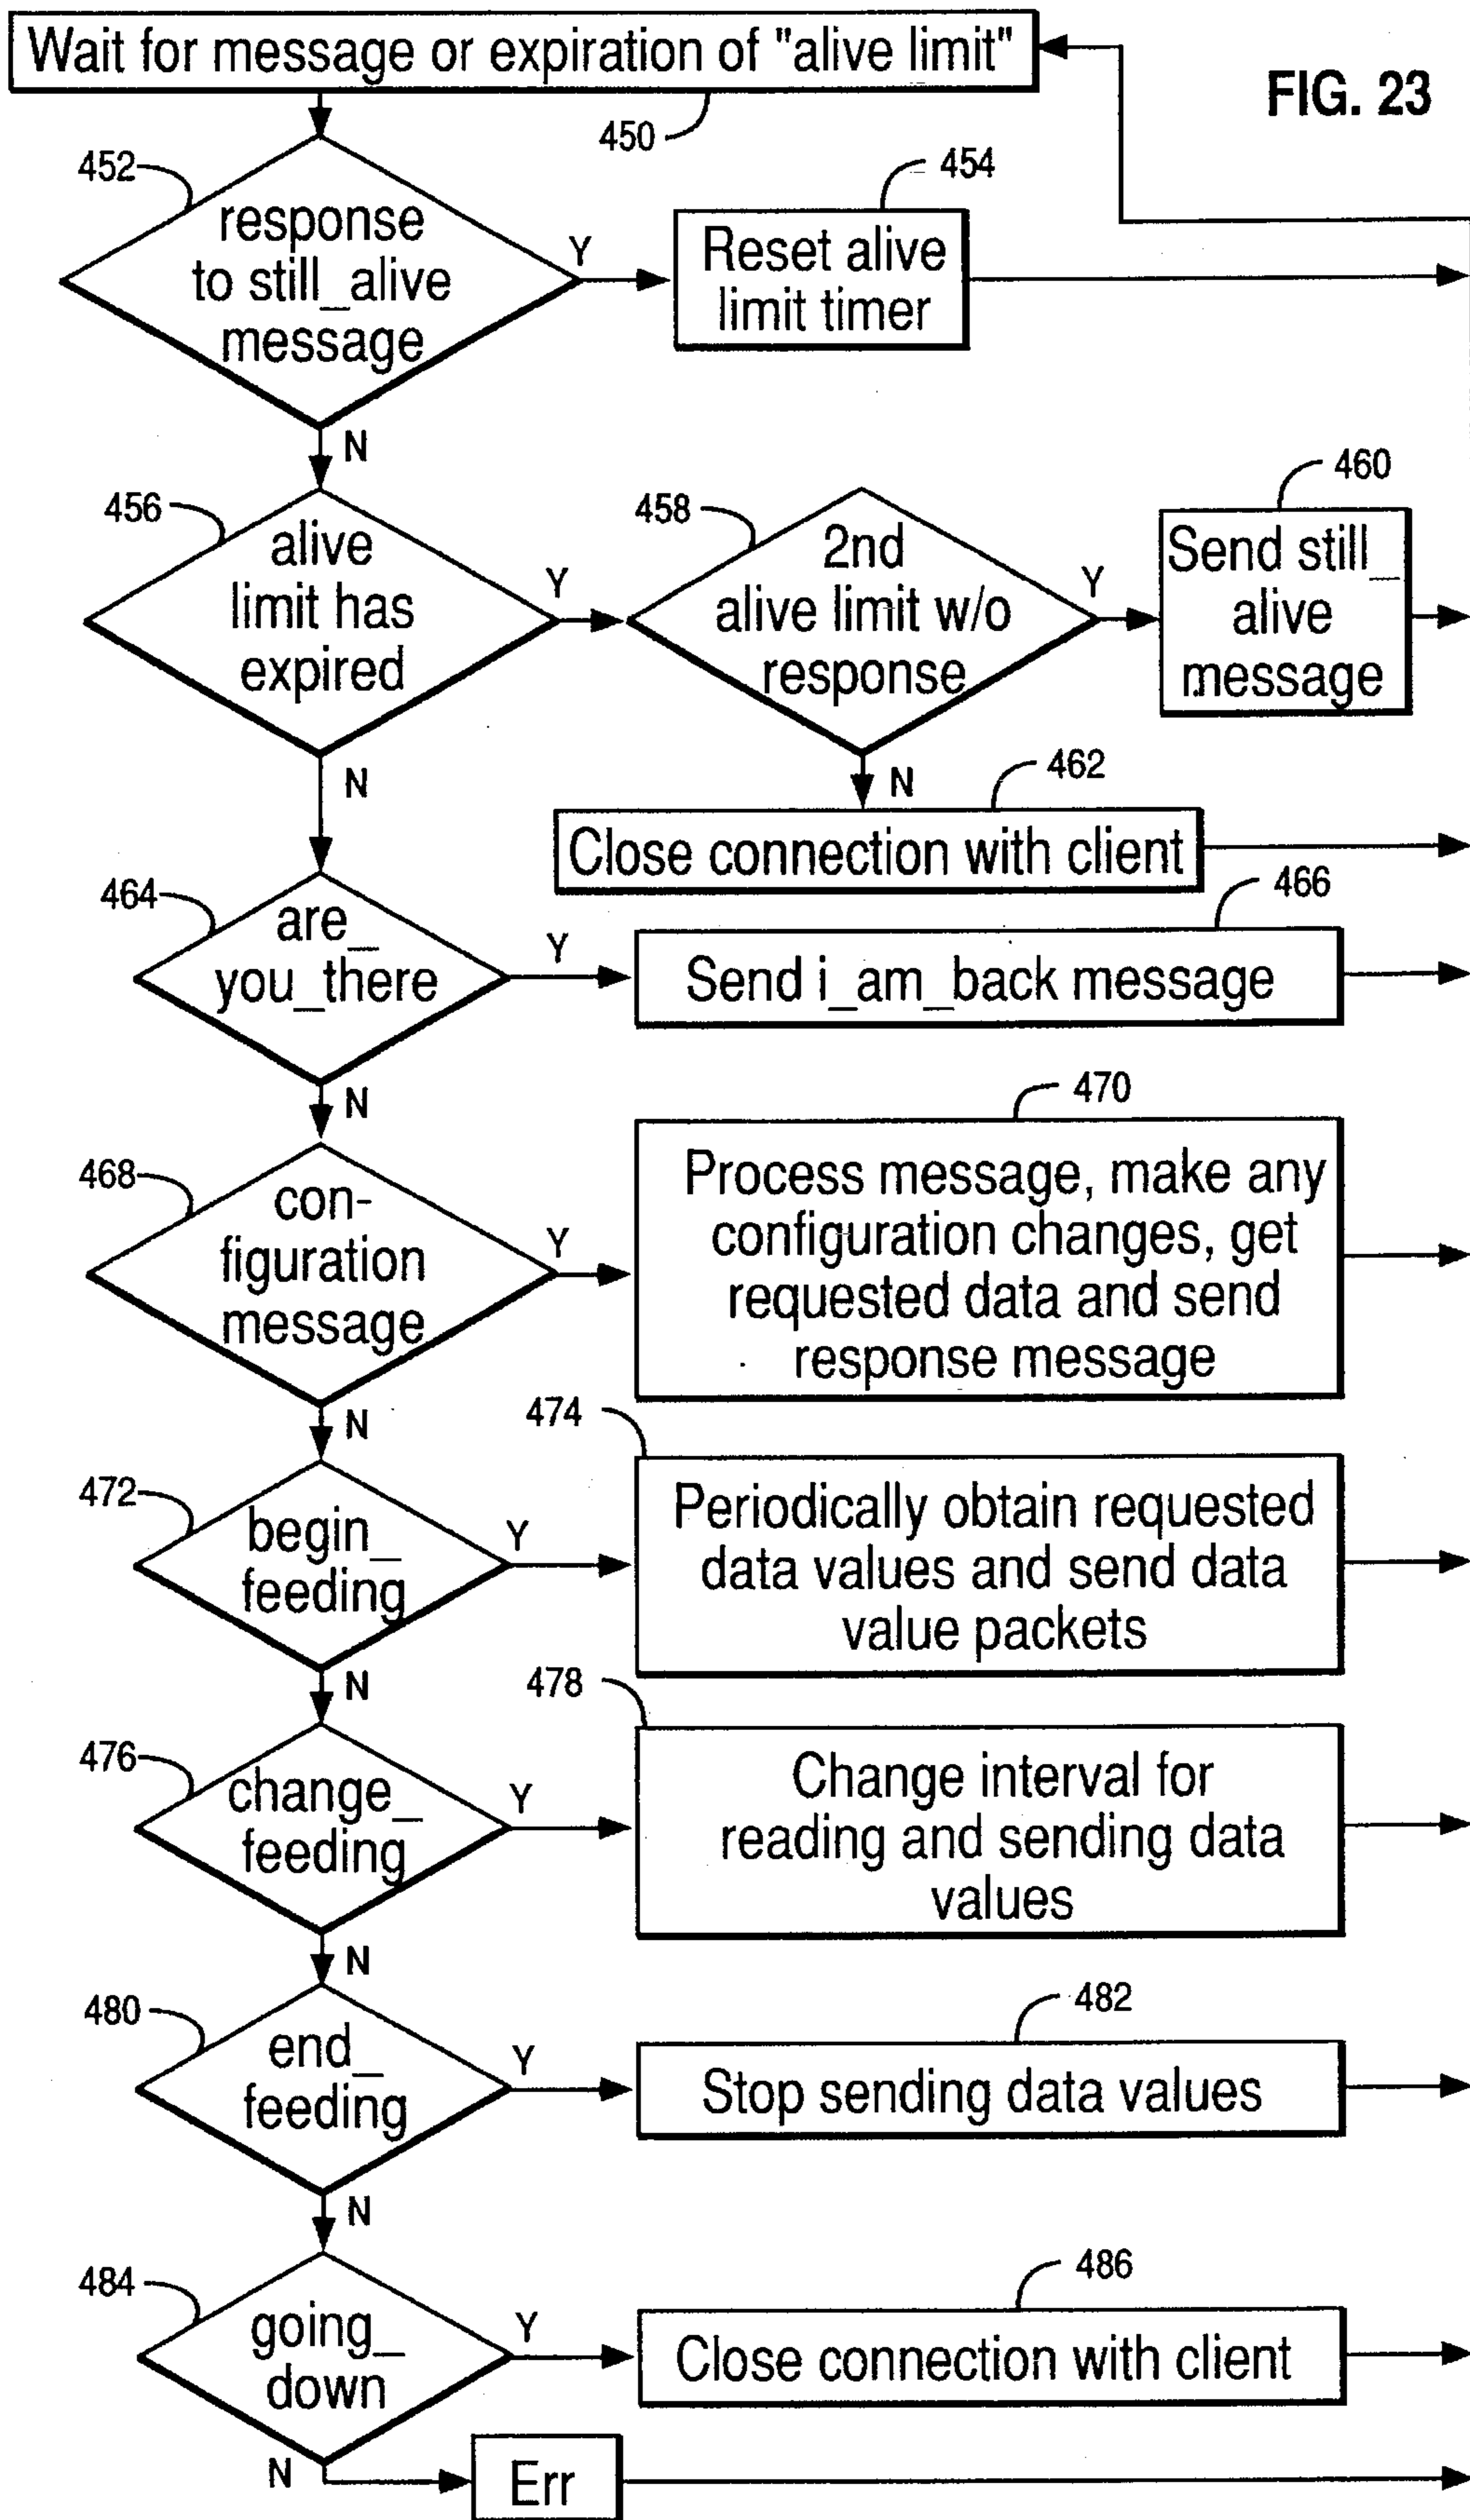 Wait for message or expiration of "alive limit"
FIG. 23
450
452
454
response
to still_alive
message
Y
Reset alive
limit timer
N
456
458
460
alive
limit has
expired
Y
2nd
alive limit w/o
response
Y
Send still_
alive
message
N
N
462
Close connection with client
464
466
are_
you_there
Y
Send i_am_back message
N
468
470
con-
figuration
message
Y
Process message, make any
configuration changes, get
requested data and send
response message
N
472
474
begin_
feeding
Y
Periodically obtain requested
data values and send data
value packets
N
476
478
change_
feeding
Y
Change interval for
reading and sending data
values
N
480
482
end_
feeding
Y
Stop sending data values
N
484
486
going_
down
Y
Close connection with client
N
Err